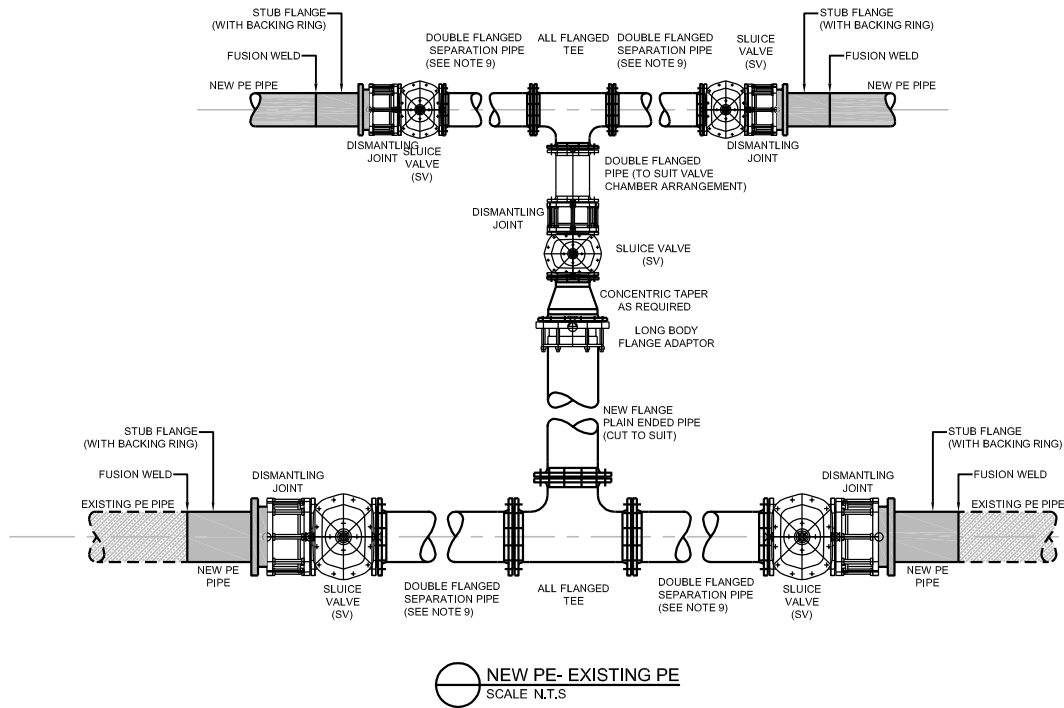 STUB FLANGE
(WITH BACKING RING)
FUSION WELD
NEW PE PIPE
DOUBLE FLANGED
SEPARATION PIPE
(SEE NOTE 9)
ALL FLANGED
TEE
DOUBLE FLANGED
SEPARATION PIPE
(SEE NOTE 9)
SLUICE
VALVE
(SV)
STUB FLANGE
(WITH BACKING RING)
FUSION WELD
NEW PE PIPE
DISMANTLING
JOINT
SLUICE
VALVE
(SV)
DISMANTLING
JOINT
DOUBLE FLANGED
PIPE (TO SUIT VALVE
CHAMBER ARRANGEMENT)
DISMANTLING
JOINT
SLUICE VALVE
(SV)
CONCENTRIC TAPER
AS REQUIRED
LONG BODY
FLANGE ADAPTOR
NEW FLANGE
PLAIN ENDED PIPE
(CUT TO SUIT)
STUB FLANGE
(WITH BACKING RING)
FUSION WELD
EXISTING PE PIPE
DISMANTLING
JOINT
DISMANTLING
JOINT
STUB FLANGE
(WITH BACKING RING)
FUSION WELD
EXISTING PE PIPE
NEW PE
PIPE
SLUICE
VALVE
(SV)
DOUBLE FLANGED
SEPARATION PIPE
(SEE NOTE 9)
ALL FLANGED
TEE
DOUBLE FLANGED
SEPARATION PIPE
(SEE NOTE 9)
SLUICE
VALVE
(SV)
NEW PE
PIPE
NEW PE- EXISTING PE
SCALE N.T.S